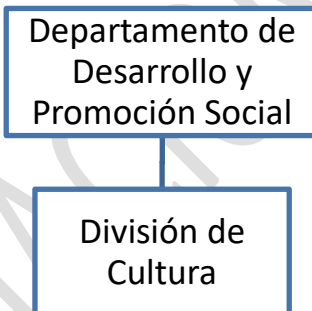 Departamento de
Desarrollo y
Promoción Social
División de
Cultura